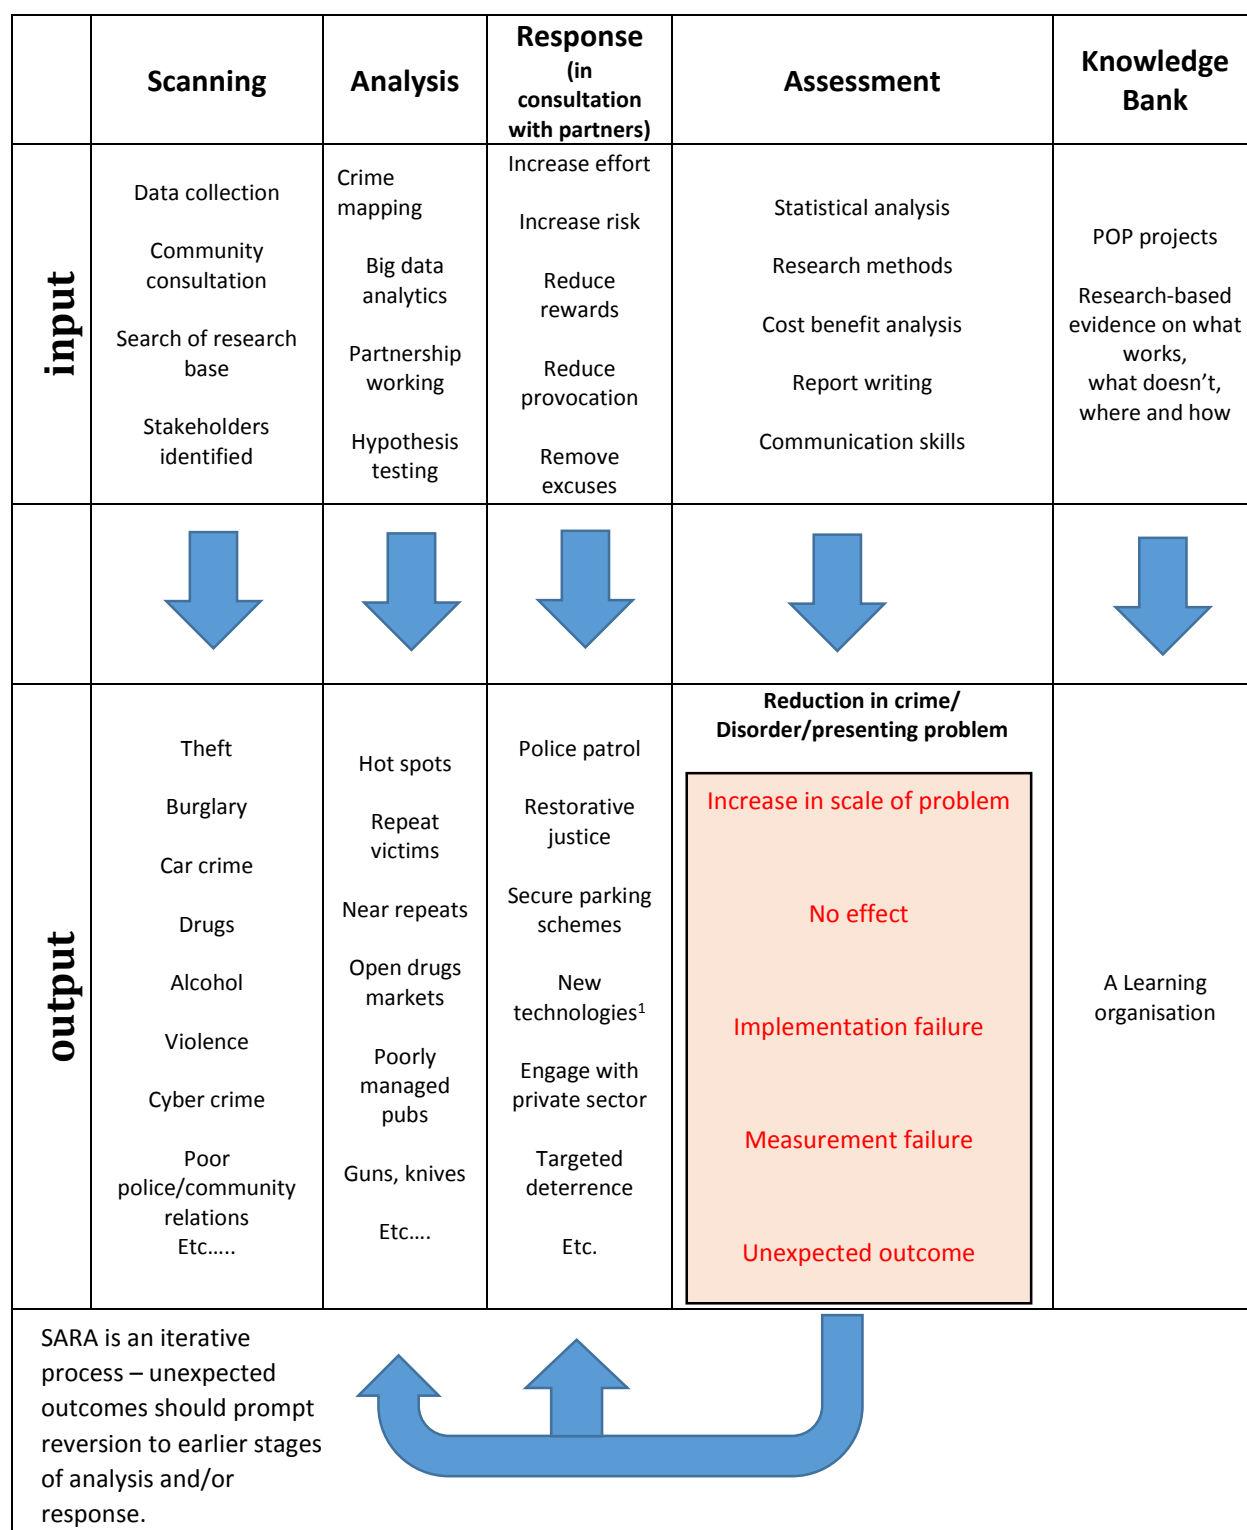 Scanning
Analysis
Response
(in
consultation
with partners)
Assessment
Knowledge
Bank
input
Data collection
Community
consultation
Search of research
base
Stakeholders
identified
Crime
mapping
Big data
analytics
Partnership
working
Hypothesis
testing
Increase effort
Increase risk
Reduce
rewards
Reduce
provocation
Remove
excuses
Statistical analysis
Research methods
Cost benefit analysis
Report writing
Communication skills
POP projects
Research-based
evidence on what
works,
what doesn’t,
where and how
output
Theft
Burglary
Car crime
Drugs
Alcohol
Violence
Cyber crime
Poor
police/community
relations
Etc…..
Hot spots
Repeat
victims
Near repeats
Open drugs
markets
Poorly
managed
pubs
Guns, knives
Etc….
Police patrol
Restorative
justice
Secure parking
schemes
New
technologies¹
Engage with
private sector
Targeted
deterrence
Etc.
Reduction in crime/
Disorder/presenting problem
Increase in scale of problem
No effect
Implementation failure
Measurement failure
Unexpected outcome
A Learning
organisation
SARA is an iterative
process – unexpected
outcomes should prompt
reversion to earlier stages
of analysis and/or
response.